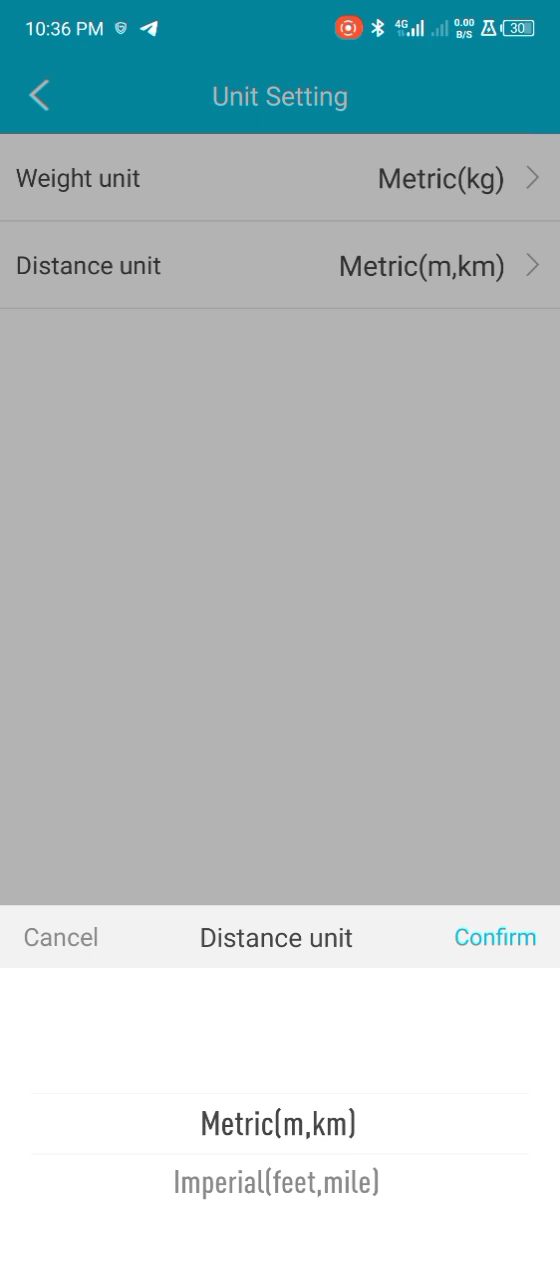 10:36 PM 4G 0.00 B/S 30
Unit Setting
Weight unit Metric(kg)
Distance unit Metric(m,km)
Cancel Distance unit Confirm
Metric(m,km)
Imperial(feet,mile)